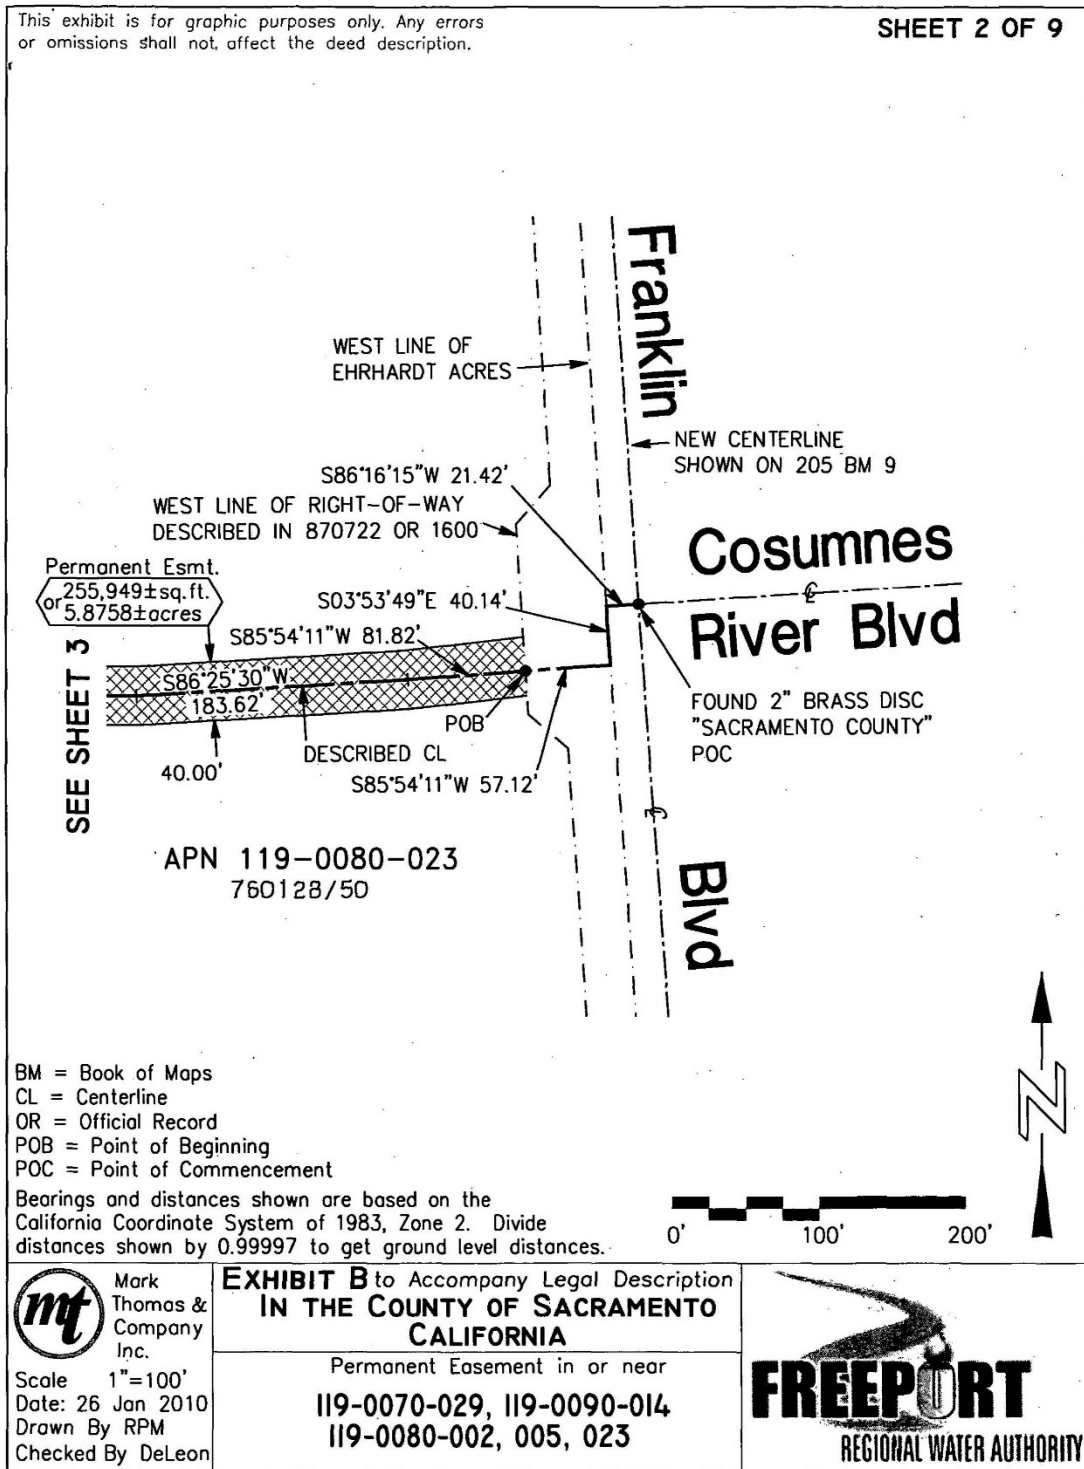 This exhibit is for graphic purposes only. Any errors
or omissions shall not affect the deed description.
SHEET 2 OF 9
Franklin
WEST LINE OF
EHRHARDT ACRES
NEW CENTERLINE
SHOWN ON 205 BM 9
S86°16'15"W 21.42'
WEST LINE OF RIGHT-OF-WAY
DESCRIBED IN 870722 OR 1600
Cosumnes
River Blvd
Permanent Esmt.
255,949±sq.ft.
or 5.8758±acres
S03°53'49"E 40.14'
S85°54'11"W 81.82'
S86°25'30"W
183.62'
SEE SHEET 3
POB
FOUND 2" BRASS DISC
"SACRAMENTO COUNTY"
POC
DESCRIBED CL
40.00'
S85°54'11"W 57.12'
APN 119-0080-023
760128/50
Blvd
BM = Book of Maps
CL = Centerline
OR = Official Record
POB = Point of Beginning
POC = Point of Commencement
Bearings and distances shown are based on the
California Coordinate System of 1983, Zone 2. Divide
distances shown by 0.99997 to get ground level distances.
0' 100' 200'
N
mt
Mark
Thomas &
Company
Inc.
Scale 1"=100'
Date: 26 Jan 2010
Drawn By RPM
Checked By DeLeon
EXHIBIT B to Accompany Legal Description
IN THE COUNTY OF SACRAMENTO
CALIFORNIA
Permanent Easement in or near
119-0070-029, 119-0090-014
119-0080-002, 005, 023
FREEPORT
REGIONAL WATER AUTHORITY